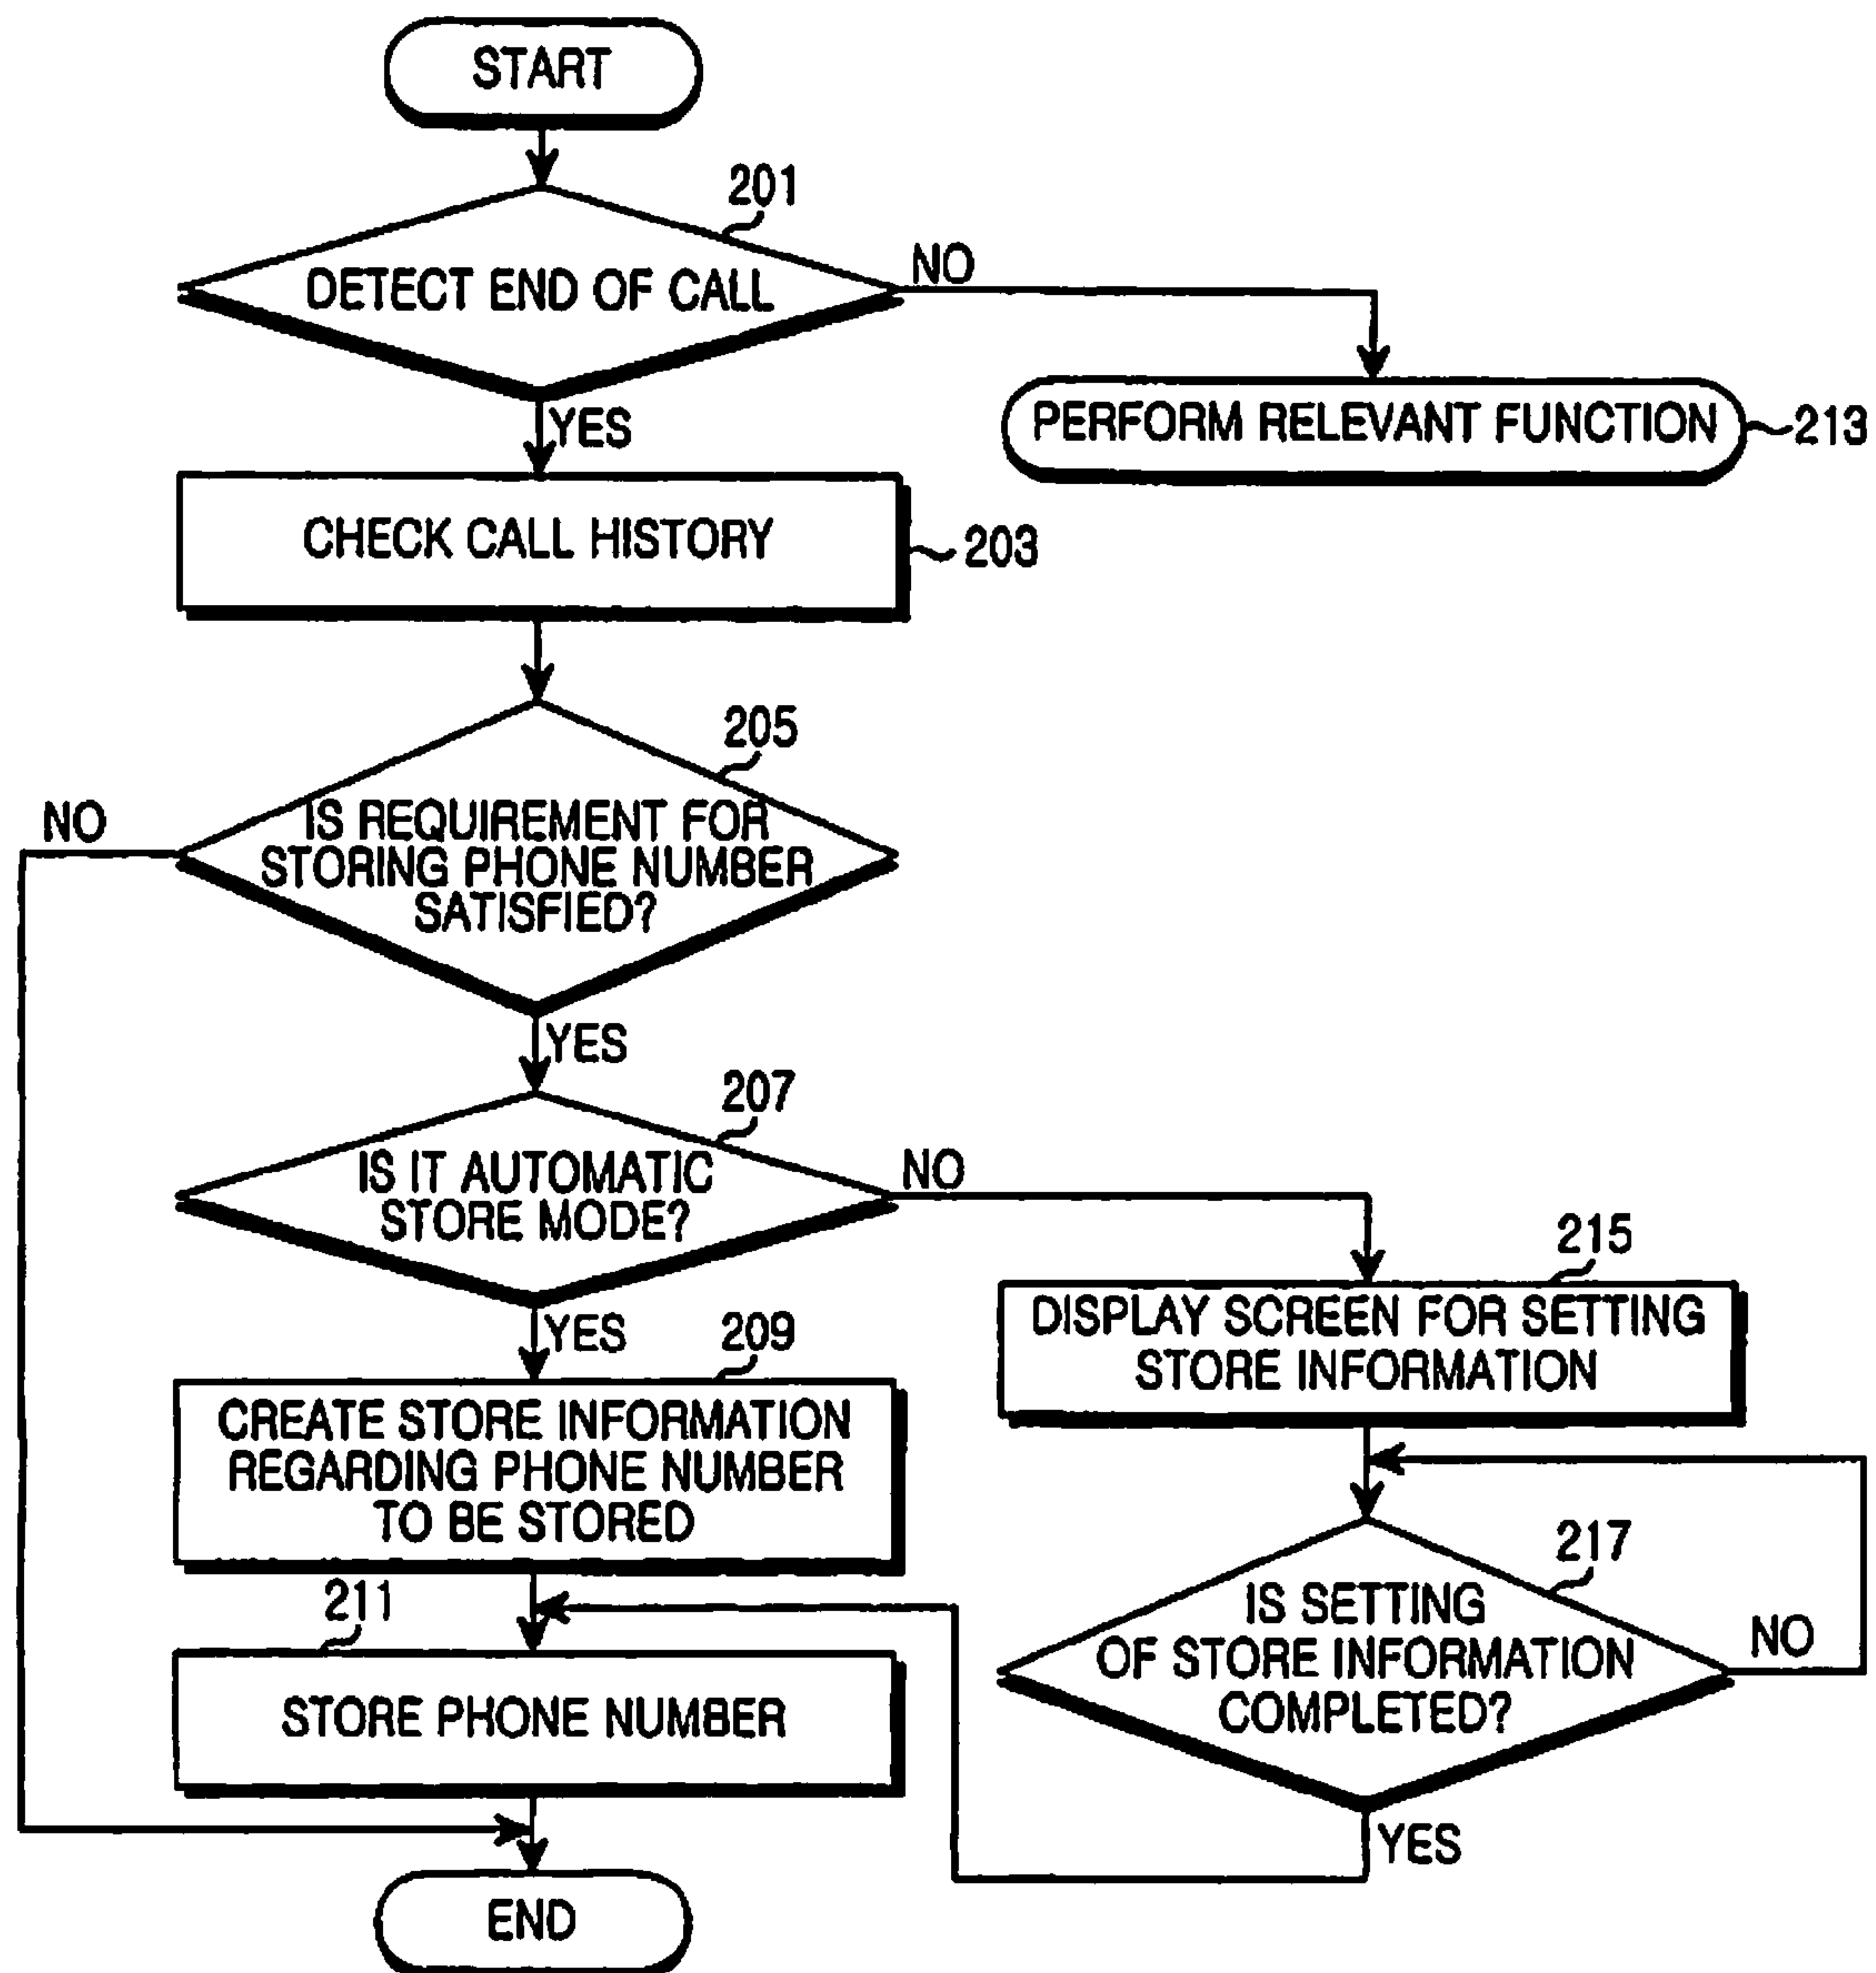 START
201
DETECT END OF CALL
NO
YES
PERFORM RELEVANT FUNCTION
213
CHECK CALL HISTORY
203
205
NO
IS REQUIREMENT FOR
STORING PHONE NUMBER
SATISFIED?
YES
207
IS IT AUTOMATIC
STORE MODE?
NO
YES
215
DISPLAY SCREEN FOR SETTING
STORE INFORMATION
209
CREATE STORE INFORMATION
REGARDING PHONE NUMBER
TO BE STORED
217
IS SETTING
OF STORE INFORMATION
COMPLETED?
NO
YES
211
STORE PHONE NUMBER
END